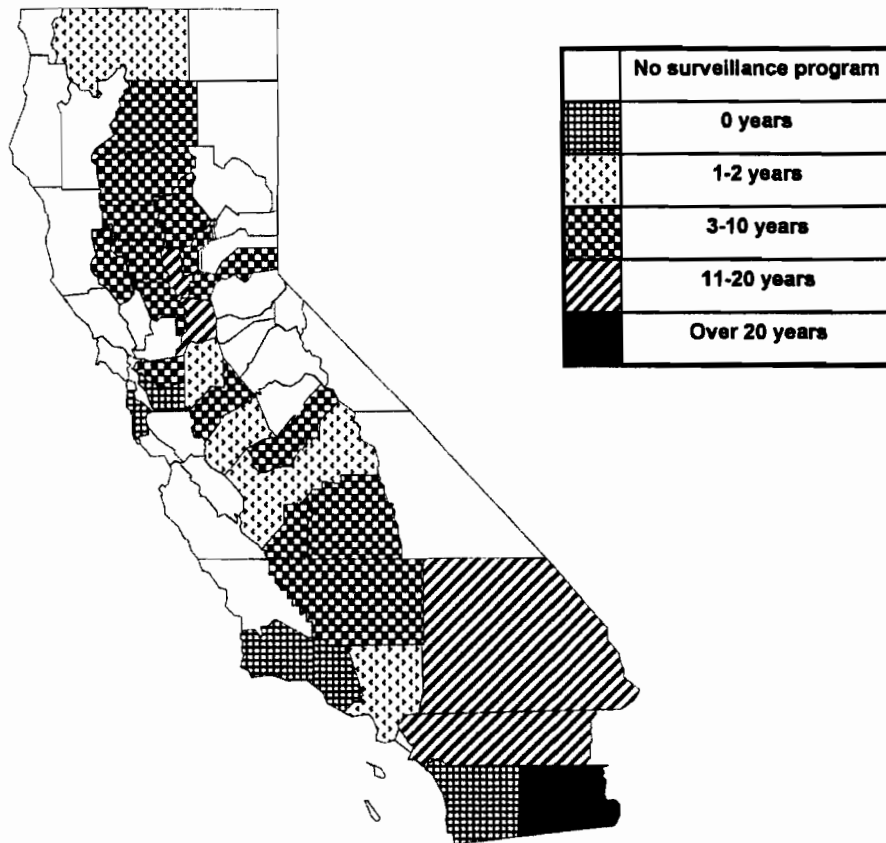 No surveillance program
0 years
1-2 years
3-10 years
11-20 years
Over 20 years